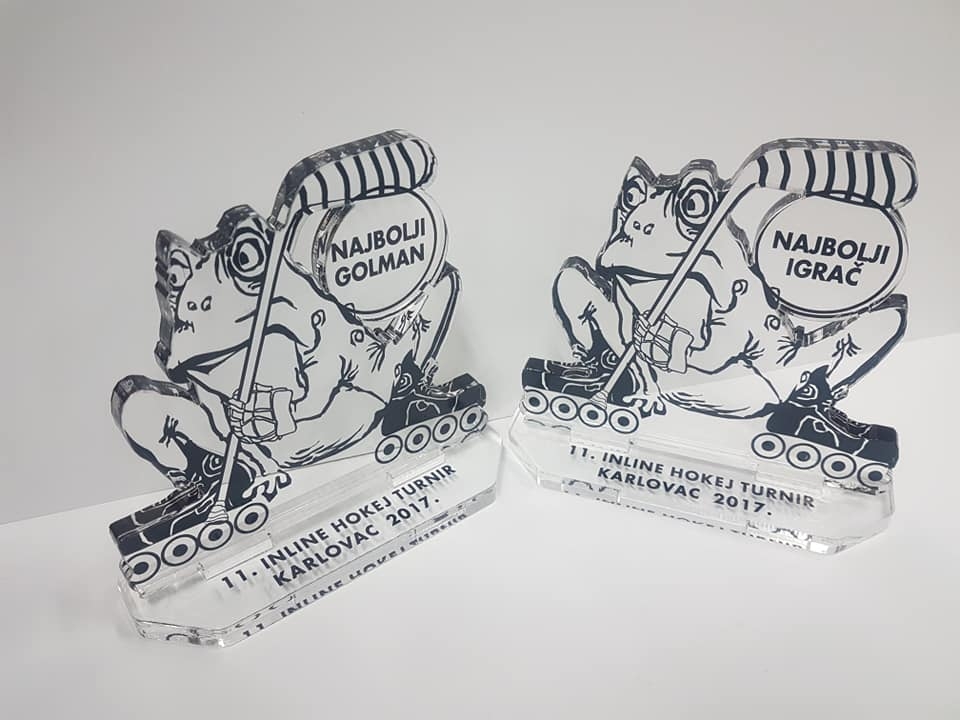 NAJBOLJI
GOLMAN
11. INLINE HOKEJ TURNIR
KARLOVAC 2017.
NAJBOLJI
IGRAČ
11. INLINE HOKEJ TURNIR
KARLOVAC 2017.